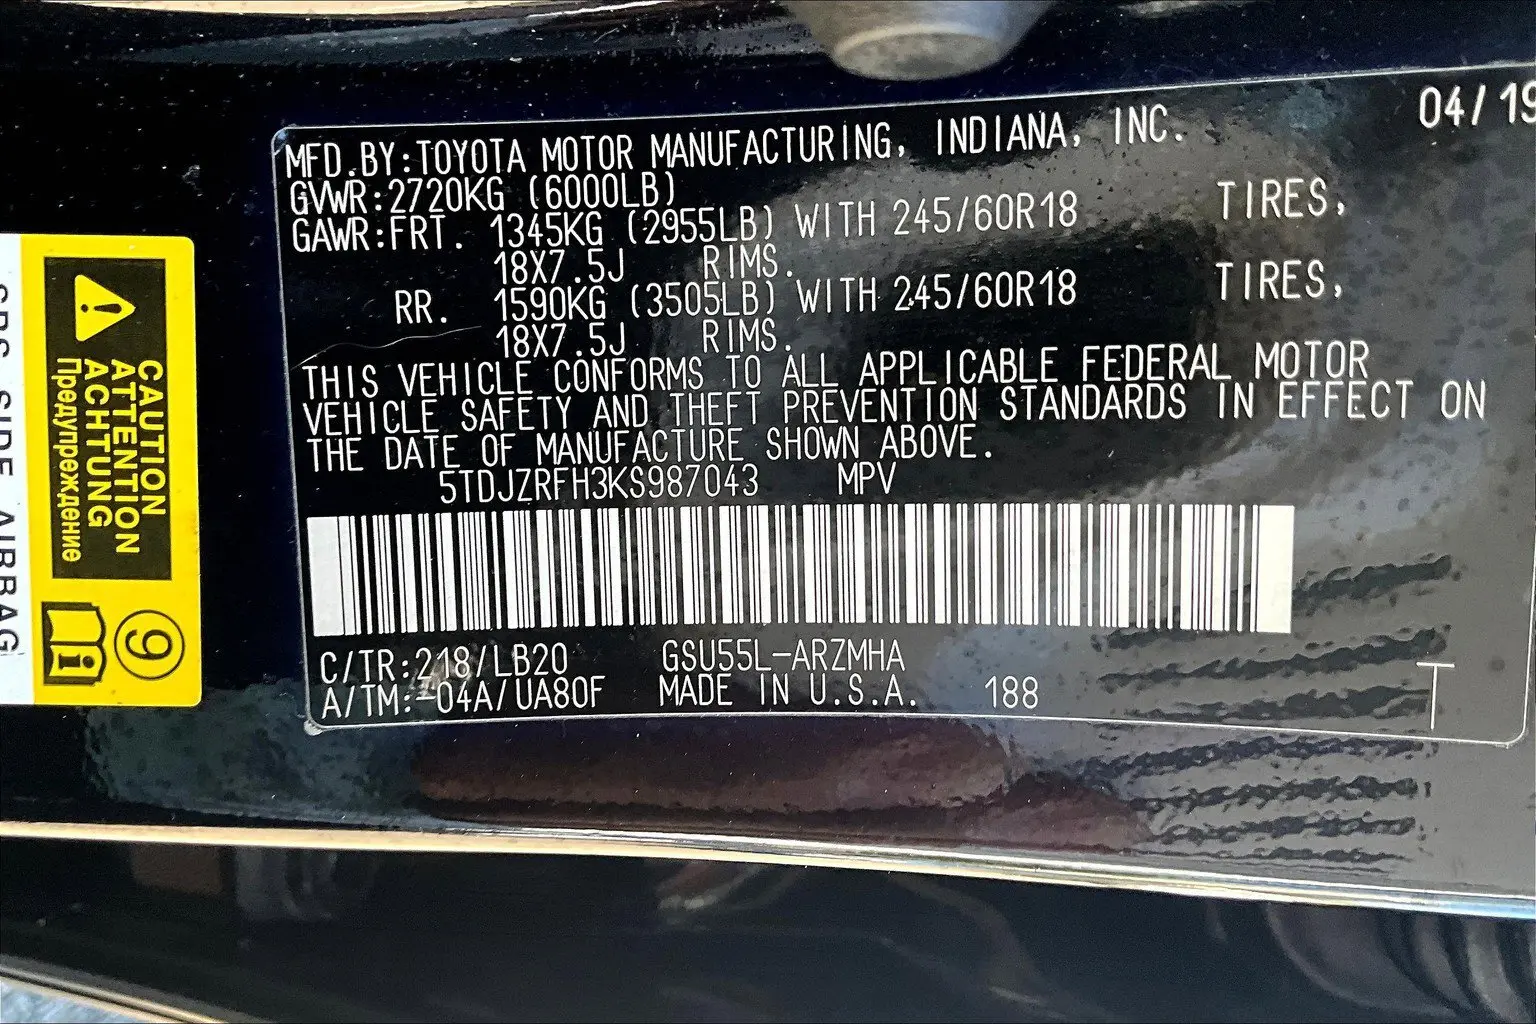 04/19
MFD.BY:TOYOTA MOTOR MANUFACTURING, INDIANA, INC.
GVWR:2720KG (6000LB)
GAWR:FRT. 1345KG (2955LB) WITH 245/60R18 TIRES,
18X7.5J RIMS.
RR. 1590KG (3505LB) WITH 245/60R18 TIRES,
18X7.5J RIMS.
THIS VEHICLE CONFORMS TO ALL APPLICABLE FEDERAL MOTOR
VEHICLE SAFETY AND THEFT PREVENTION STANDARDS IN EFFECT ON
THE DATE OF MANUFACTURE SHOWN ABOVE.
5TDJZRFH3KS987043 MPV
C/TR:218/LB20 GSU55L-ARZMHA
A/TM:-04A/UA80F MADE IN U.S.A. 188
T
CAUTION
ATTENTION
ACHTUNG
Предупреждение
9
i
SRS SIDE AIRBAG